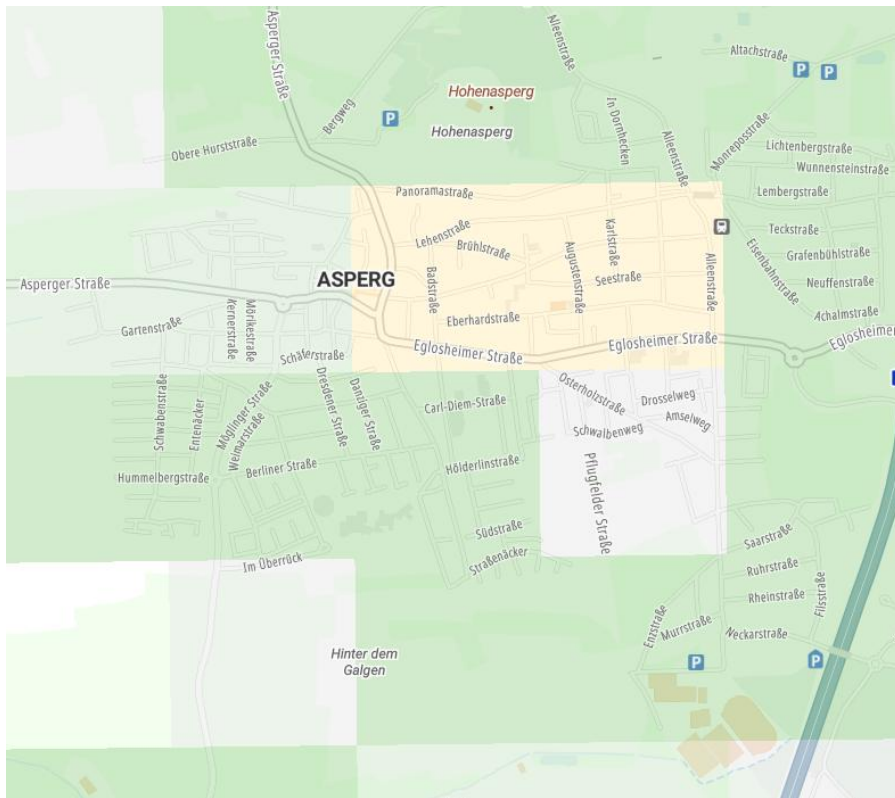 Asperger Straße
Alleenstraße
Altachstraße
P
P
Hohenasperg
Bergweg
P
Hohenasperg
In Dornhecken
Alleenstraße
Monreposstraße
Obere Hurststraße
Lichtenbergstraße
Wunnensteinstraße
Panoramastraße
Lembergstraße
Lehenstraße
Brühlstraße
Karlstraße
Teckstraße
Augustenstraße
Eisenbahnstraße
Grafenbühlstraße
Asperger Straße
ASPERG
Badstraße
Seestraße
Alleenstraße
Neuffenstraße
Gartenstraße
Kernerstraße
Mörikestraße
Eberhardstraße
Achalmstraße
Schäferstraße
Eglosheimer Straße
Eglosheimer Straße
Eglosheimer
Schwabenstraße
Entenäcker
Möglinger Straße
Weimarstraße
Dresdener Straße
Danziger Straße
Carl-Diem-Straße
Osterholzstraße
Drosselweg
Amselweg
Schwalbenweg
Hummelbergstraße
Berliner Straße
Hölderlinstraße
Pflugfelder Straße
Südstraße
Saarstraße
Straßenäcker
Im Überrück
Ruhrstraße
Filsstraße
Rheinstraße
Enzstraße
Murrstraße
Neckarstraße
Hinter dem
Galgen
P
P